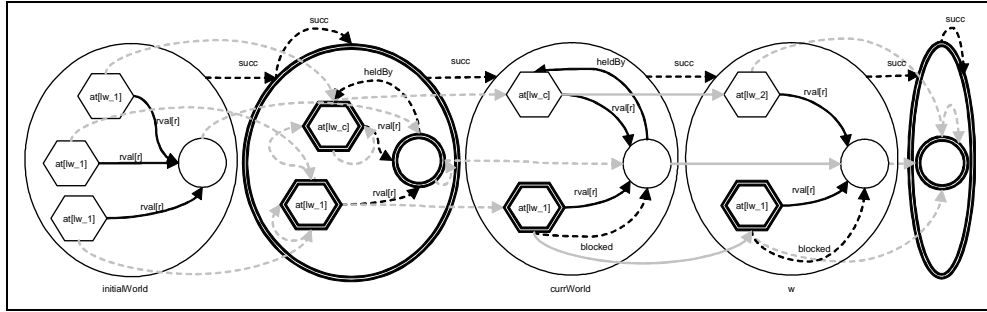 succ
succ
succ
succ
succ
succ
succ
heldBy
heldBy
at[lw_1]
rval[r]
at[lw_c]
rval[r]
at[lw_c]
rval[r]
at[lw_2]
rval[r]
at[lw_1]
rval[r]
at[lw_1]
rval[r]
at[lw_1]
rval[r]
at[lw_1]
rval[r]
at[lw_1]
rval[r]
blocked
blocked
initialWorld
currWorld
w